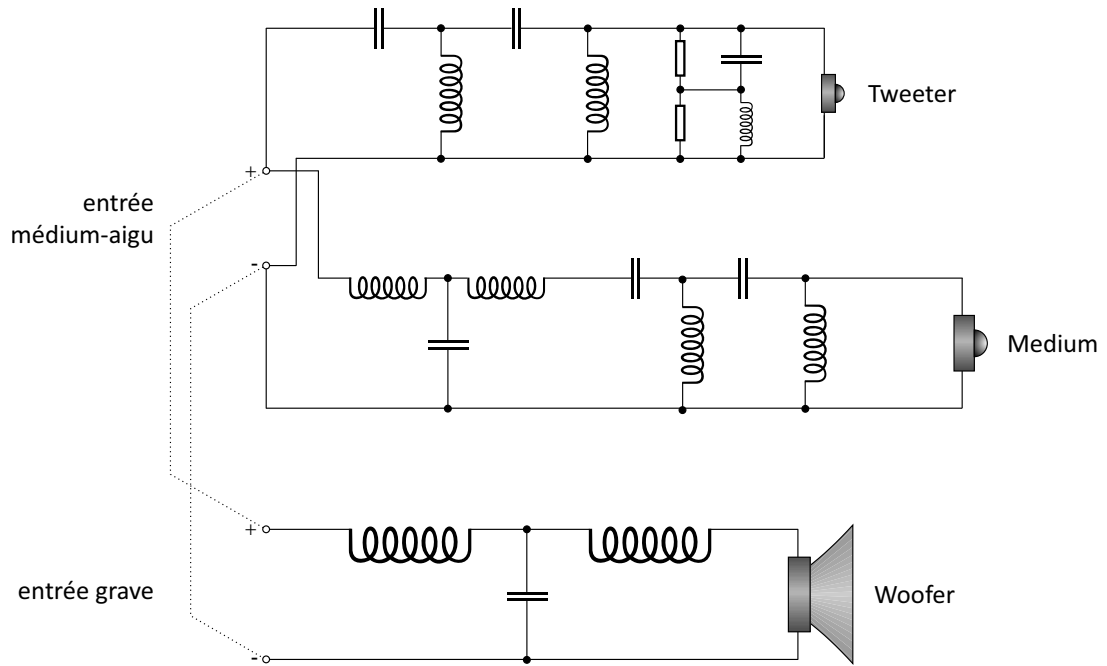 Tweeter
+
entrée
médium-aigu
-
Medium
+
entrée grave
Woofer
-